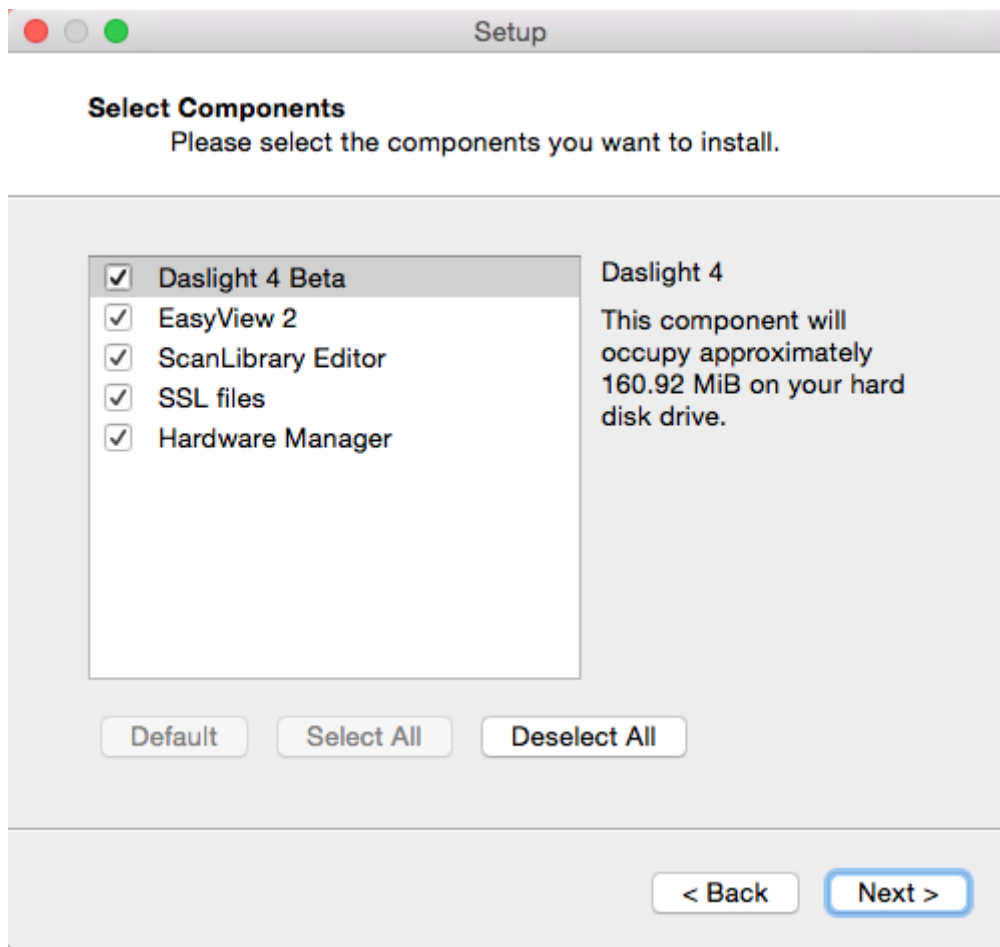 Setup
Select Components
Please select the components you want to install.
Daslight 4 Beta
EasyView 2
ScanLibrary Editor
SSL files
Hardware Manager
Daslight 4
This component will
occupy approximately
160.92 MiB on your hard
disk drive.
Default
Select All
Deselect All
< Back
Next >